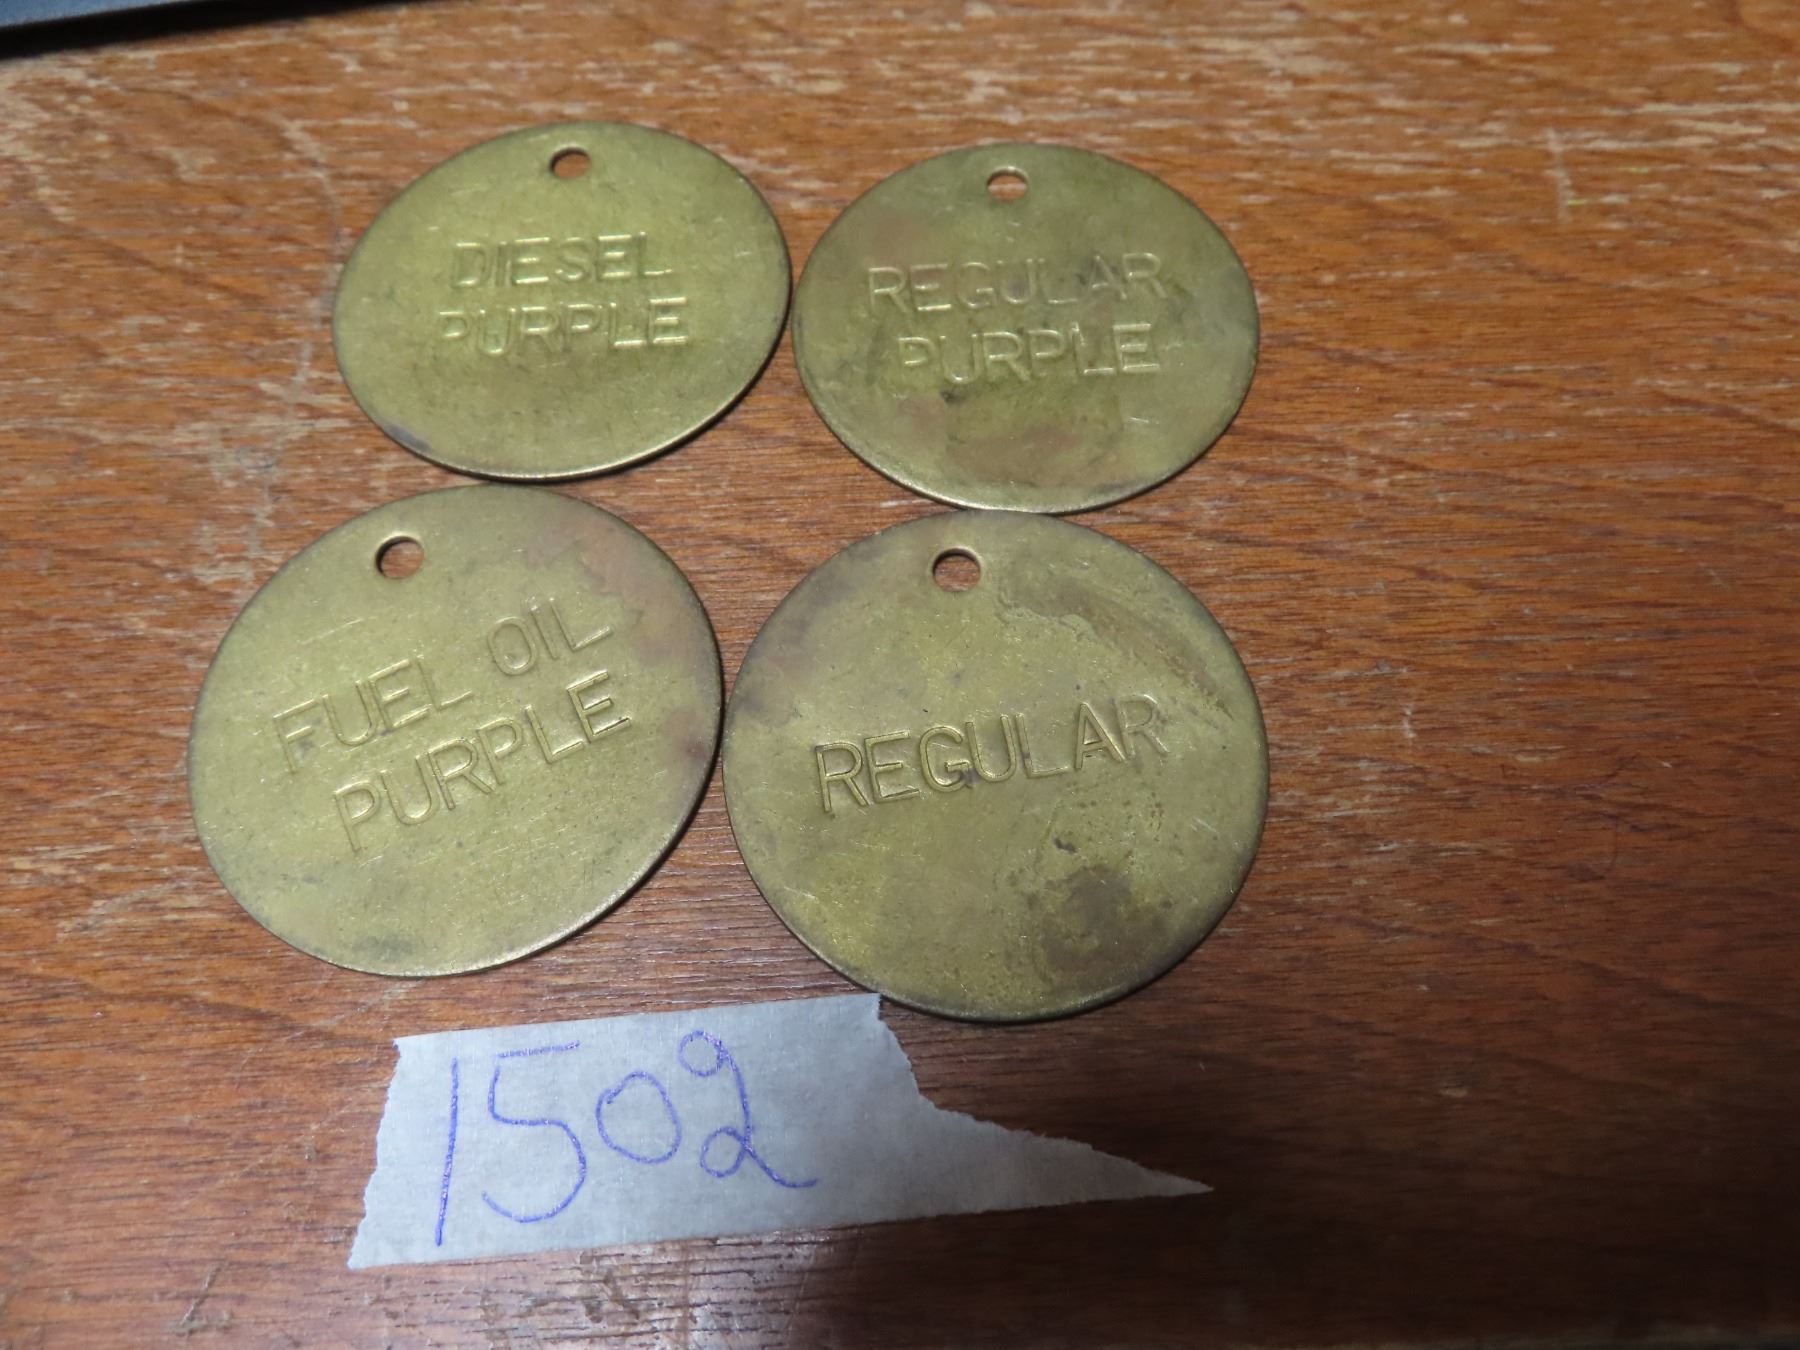 DIESEL
PURPLE
REGULAR
PURPLE
FUEL OIL
PURPLE
REGULAR
1502